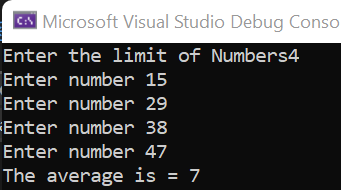 Microsoft Visual Studio Debug Conso
Enter the limit of Numbers4
Enter number 15
Enter number 29
Enter number 38
Enter number 47
The average is = 7